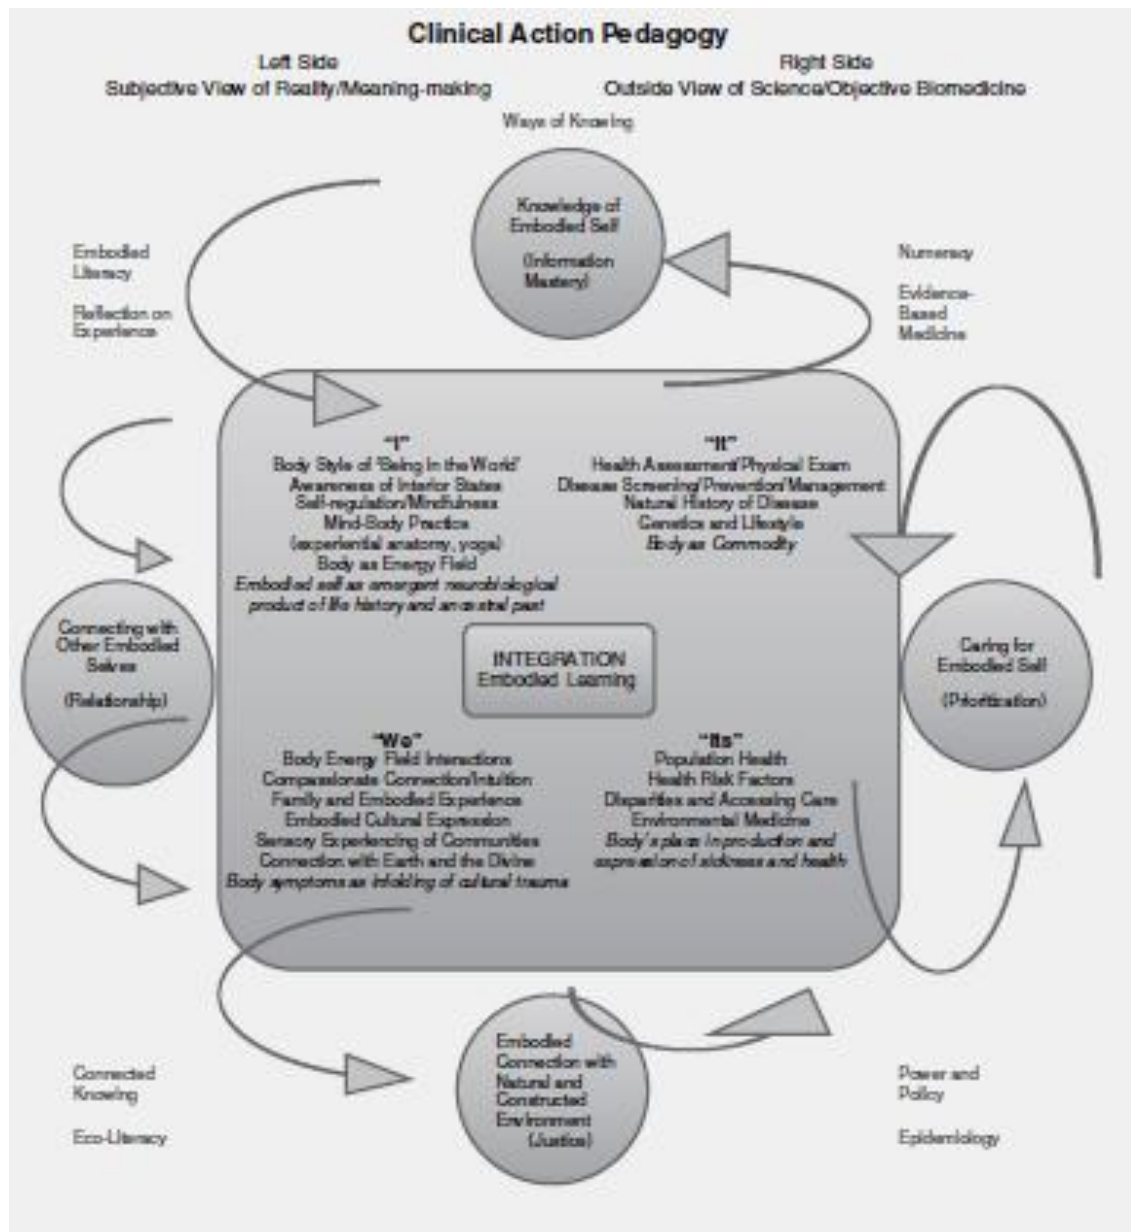 Clinical Action Pedagogy
Left Side
Subjective View of Reality/Meaning-making
Right Side
Outside View of Science/Objective Biomedicine
Ways of Knowing
Knowledge of
Embodied Self
(Information
Mastery)
Embodied
Literacy
Reflection on
Experience
Numeracy
Evidence-
Based
Medicine
"I"
Body Style of "Being in the World"
Awareness of Interior States
Self-regulation/Mindfulness
Mind-Body Practice
(experiential anatomy, yoga)
Body as Energy Field
Embodied self as emergent neurobiological
product of life history and ancestral past
"It"
Health Assessment/Physical Exam
Disease Screening/Prevention/Management
Natural History of Disease
Genetics and Lifestyle
Body as Commodity
Connecting with
Other Embodied
Selves
(Relationship)
INTEGRATION
Embodied Learning
Caring for
Embodied Self
(Prioritization)
"We"
Body Energy Field Interactions
Compassionate Connection/Intuition
Family and Embodied Experience
Embodied Cultural Expression
Sensory Experiencing of Communities
Connection with Earth and the Divine
Body symptoms as infolding of cultural trauma
"Its"
Population Health
Health Risk Factors
Disparities and Accessing Care
Environmental Medicine
Body's place in production and
expression of sickness and health
Embodied
Connection with
Natural and
Constructed
Environment
(Justice)
Connected
Knowing
Eco-Literacy
Power and
Policy
Epidemiology